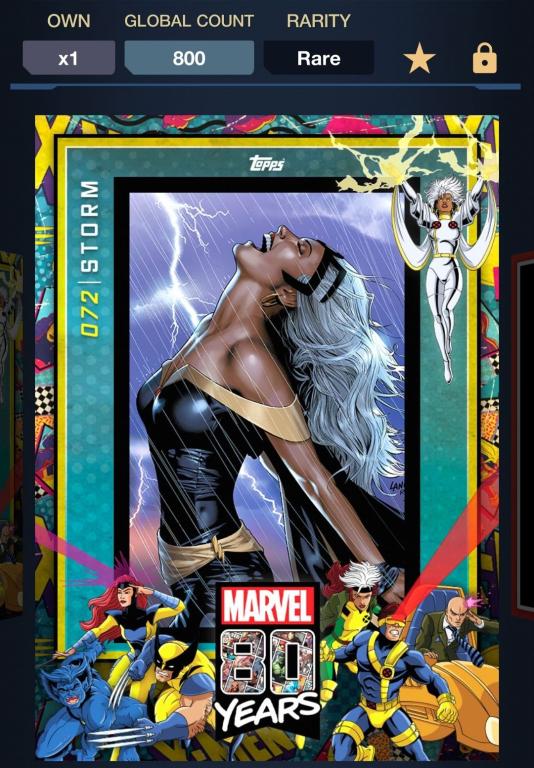 OWN GLOBAL COUNT RARITY
x1 800 Rare
topps
072 | STORM
MARVEL
80
YEARS